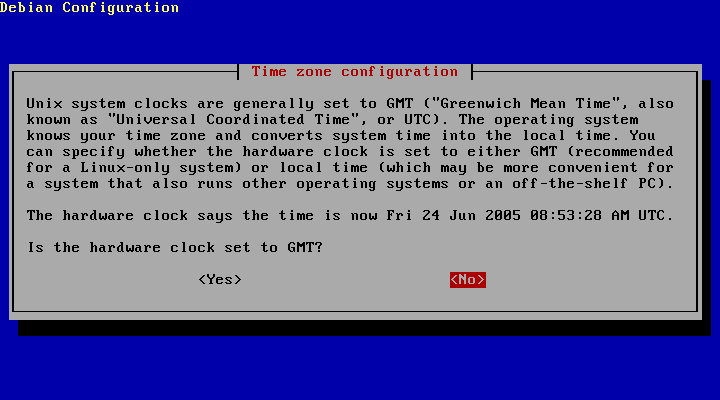 Debian Configuration
Time zone configuration
Unix system clocks are generally set to GMT ("Greenwich Mean Time", also
known as "Universal Coordinated Time", or UTC). The operating system
knows your time zone and converts system time into the local time. You
can specify whether the hardware clock is set to either GMT (recommended
for a Linux-only system) or local time (which may be more convenient for
a system that also runs other operating systems or an off-the-shelf PC).
The hardware clock says the time is now Fri 24 Jun 2005 08:53:28 AM UTC.
Is the hardware clock set to GMT?
<Yes> <No>